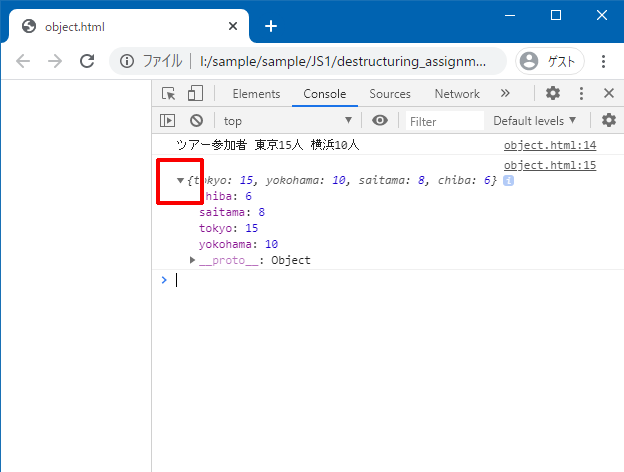 object.html
ファイル l:/sample/sample/JS1/destructuring_assignm... ゲスト
Elements Console Sources Network »
top Filter Default levels
ツアー参加者 東京15人 横浜10人 object.html:14
object.html:15
{tokyo: 15, yokohama: 10, saitama: 8, chiba: 6} i
chiba: 6
saitama: 8
tokyo: 15
yokohama: 10
__proto__: Object
>